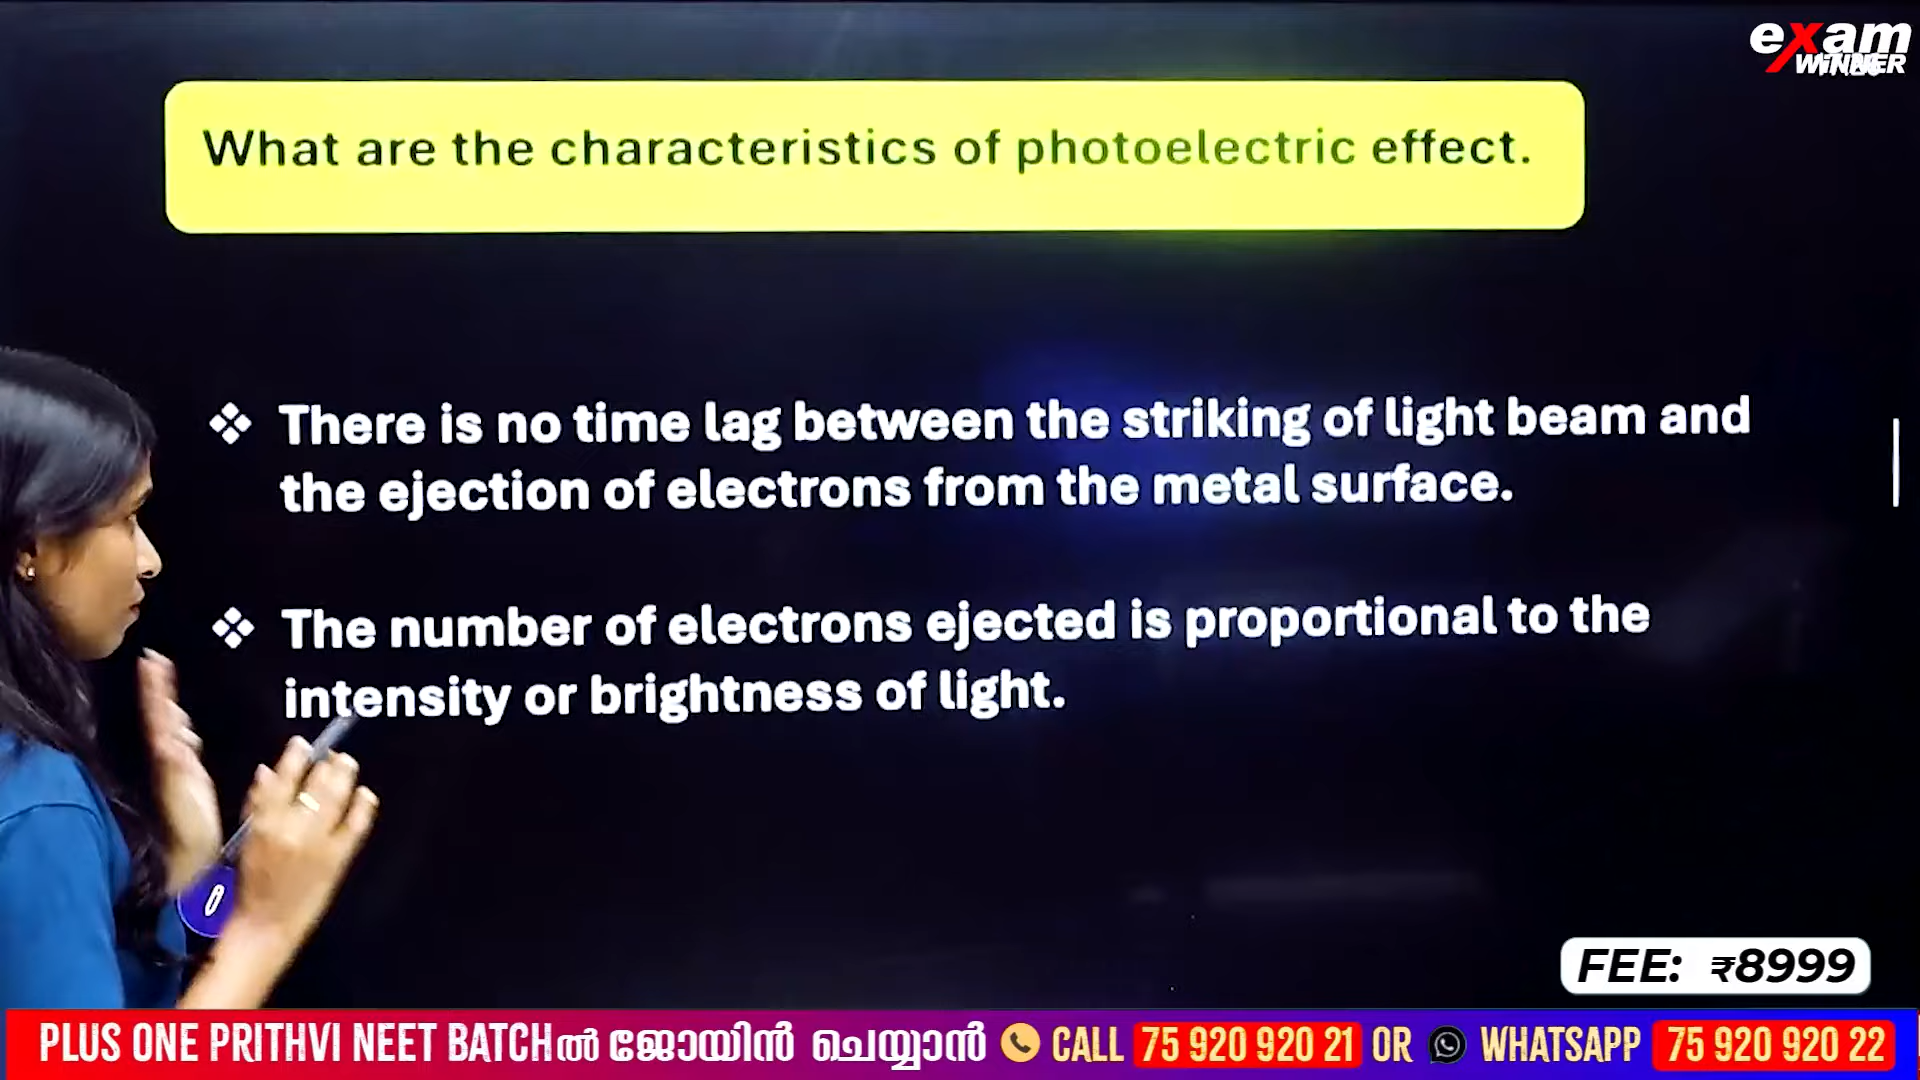 exam
WINNER
What are the characteristics of photoelectric effect.
❖ There is no time lag between the striking of light beam and
the ejection of electrons from the metal surface.
❖ The number of electrons ejected is proportional to the
intensity or brightness of light.
FEE: ₹8999
PLUS ONE PRITHVI NEET BATCHൽ ജോയിൻ ചെയ്യാൻ CALL 75 920 920 21 OR WHATSAPP 75 920 920 22